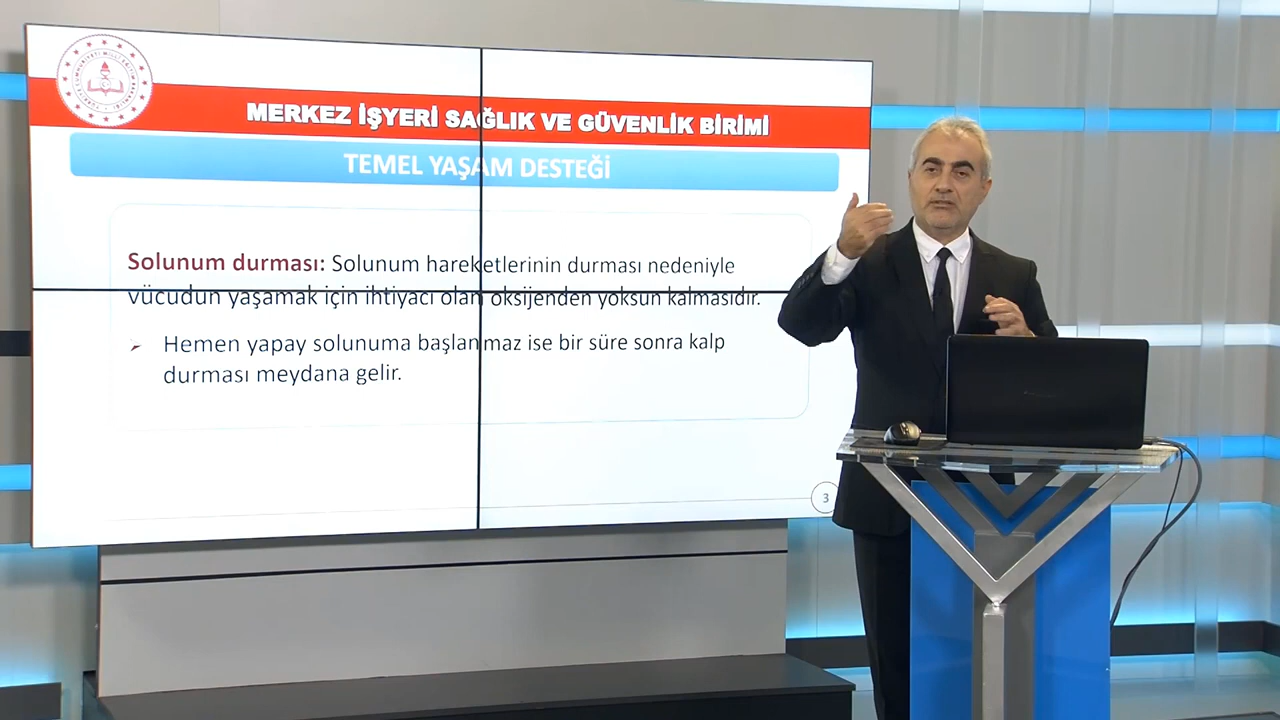 MERKEZ İŞYERİ SAĞLIK VE GÜVENLİK BİRİMİ
TEMEL YAŞAM DESTEĞİ
Solunum durması: Solunum hareketlerinin durması nedeniyle
vücudun yaşamak için ihtiyacı olan oksijenden yoksun kalmasıdır.
➢ Hemen yapay solunuma başlanmaz ise bir süre sonra kalp
durması meydana gelir.
3